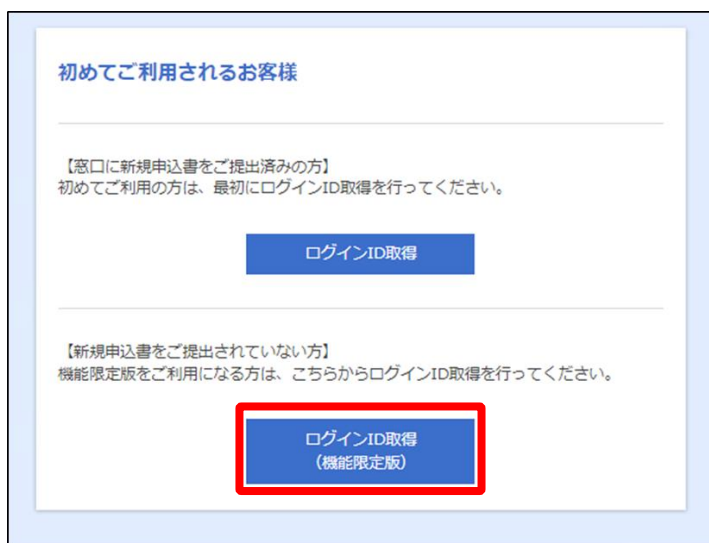 初めてご利用されるお客様
【窓口に新規申込書をご提出済みの方】
初めてご利用の方は、最初にログインID取得を行ってください。
ログインID取得
【新規申込書をご提出されていない方】
機能限定版をご利用になる方は、こちらからログインID取得を行ってください。
ログインID取得
（機能限定版）